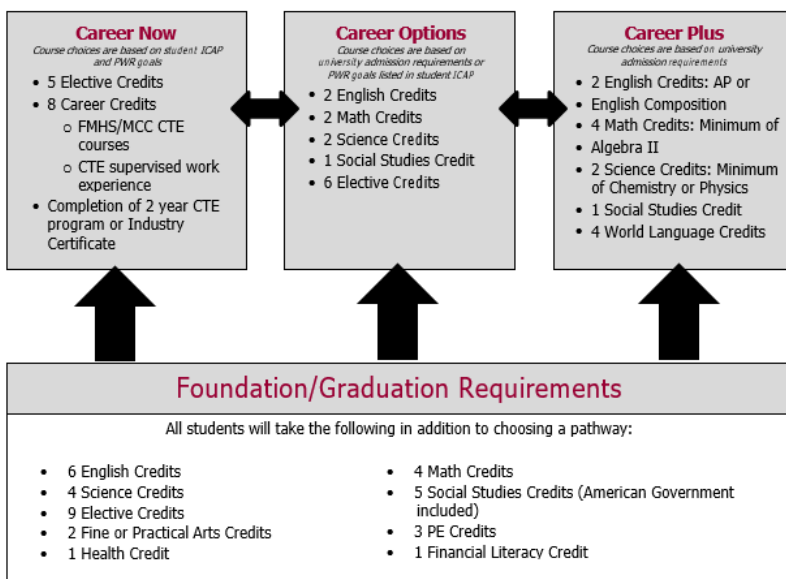 Career Now
Course choices are based on student ICAP
and PWR goals
• 5 Elective Credits
• 8 Career Credits
o FMHS/MCC CTE
courses
o CTE supervised work
experience
• Completion of 2 year CTE
program or Industry
Certificate
Career Options
Course choices are based on
university admission requirements or
PWR goals listed in student ICAP
• 2 English Credits
• 2 Math Credits
• 2 Science Credits
• 1 Social Studies Credit
• 6 Elective Credits
Career Plus
Course choices are based on university
admission requirements
• 2 English Credits: AP or
• English Composition
• 4 Math Credits: Minimum of
• Algebra II
• 2 Science Credits: Minimum
of Chemistry or Physics
• 1 Social Studies Credit
• 4 World Language Credits
Foundation/Graduation Requirements
All students will take the following in addition to choosing a pathway:
• 6 English Credits
• 4 Science Credits
• 9 Elective Credits
• 2 Fine or Practical Arts Credits
• 1 Health Credit
• 4 Math Credits
• 5 Social Studies Credits (American Government
included)
• 3 PE Credits
• 1 Financial Literacy Credit